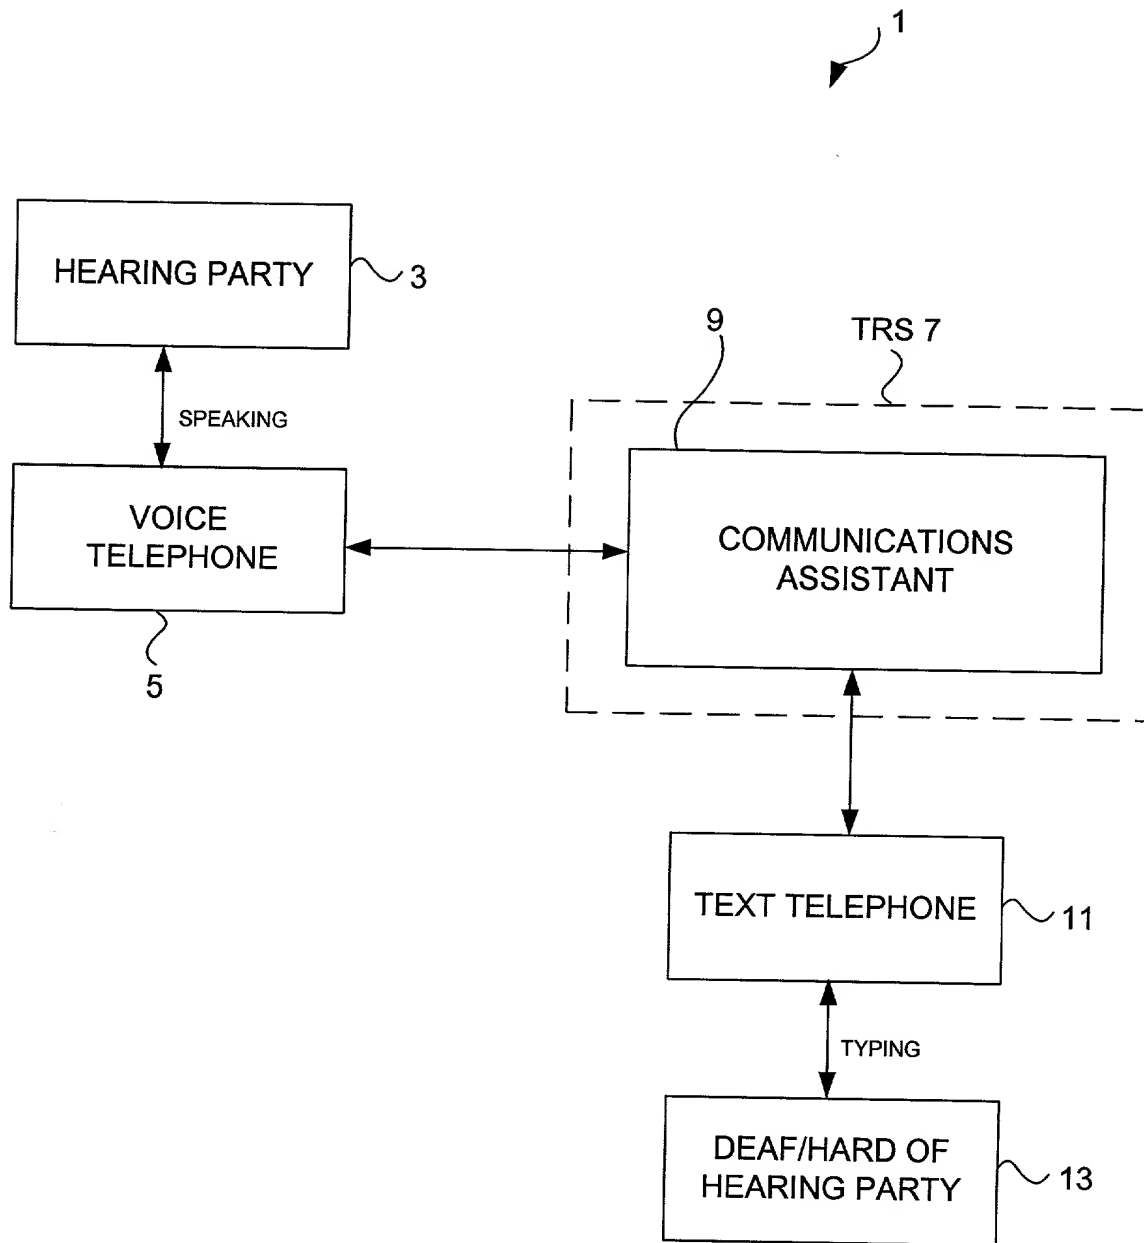 1
HEARING PARTY
3
SPEAKING
VOICE
TELEPHONE
5
9
TRS 7
COMMUNICATIONS
ASSISTANT
TEXT TELEPHONE
11
TYPING
DEAF/HARD OF
HEARING PARTY
13